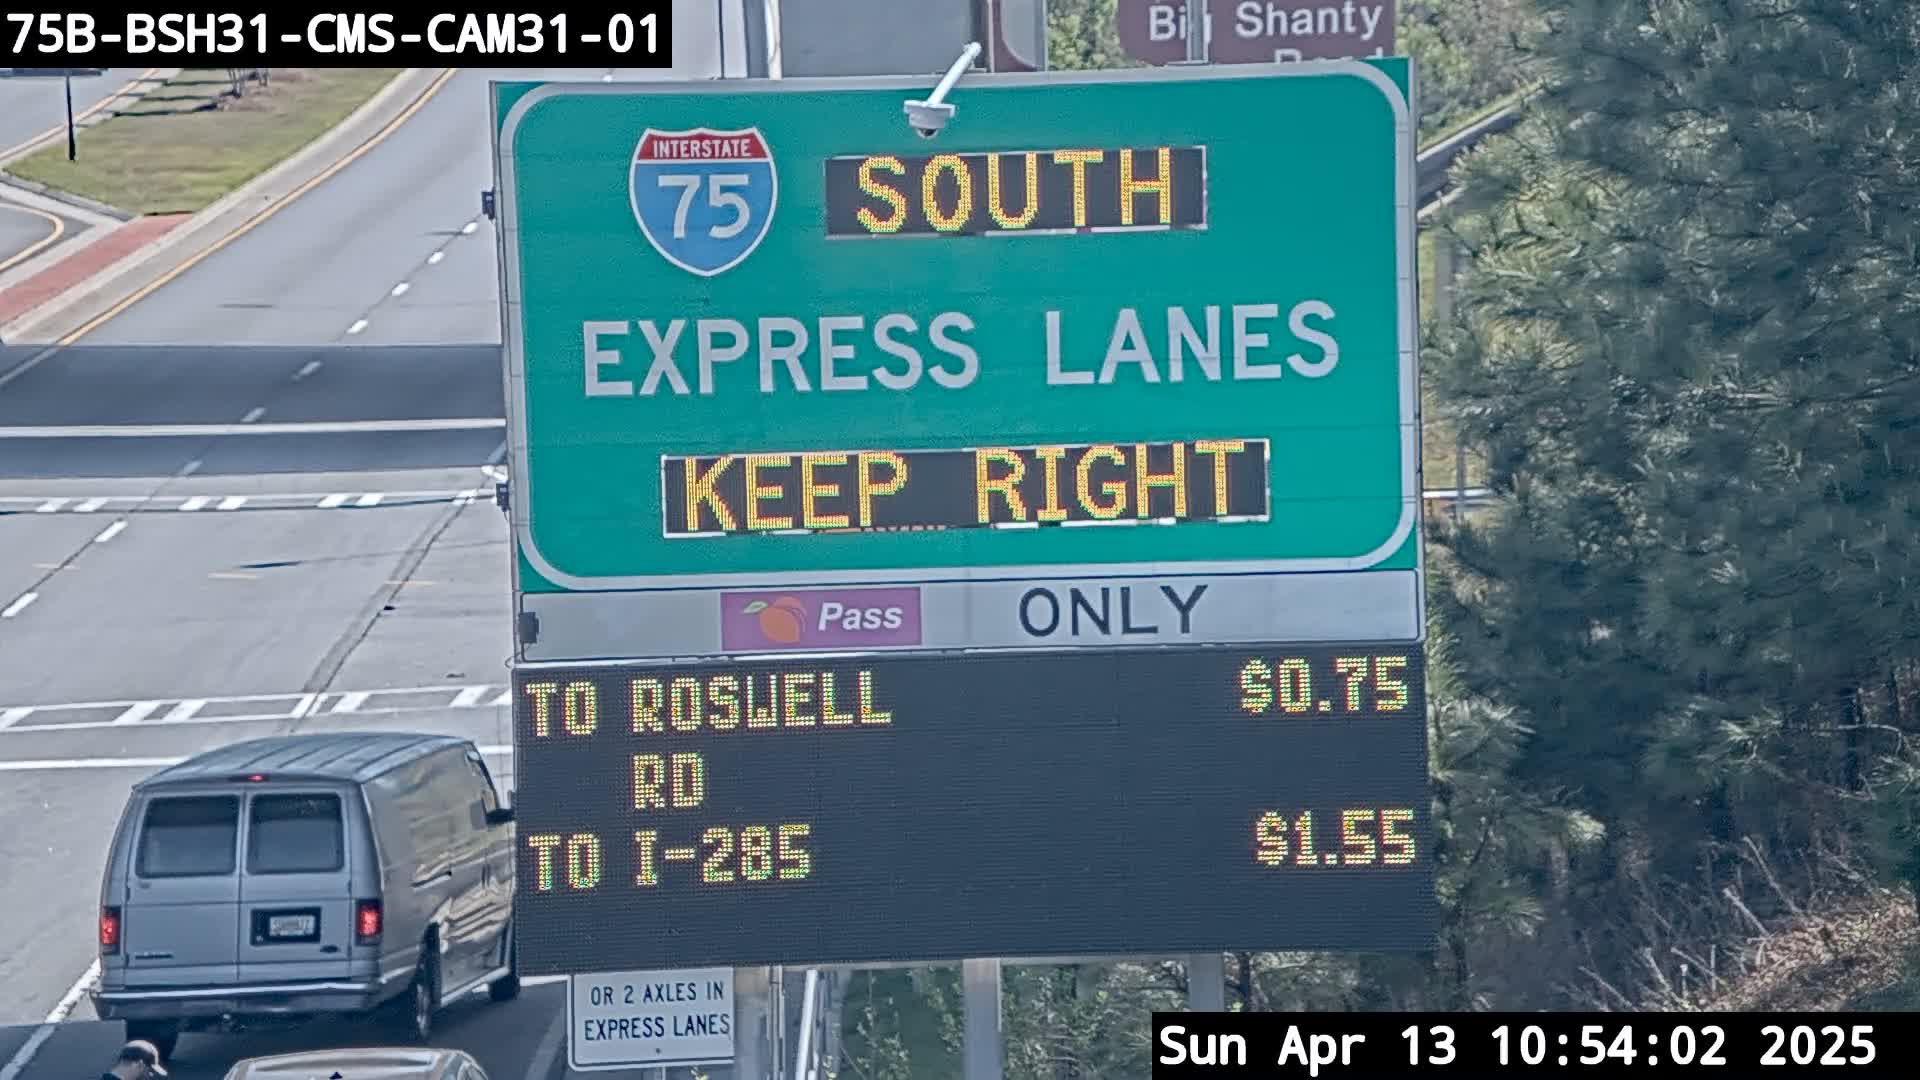 75B-BSH31-CMS-CAM31-01
Big Shanty
INTERSTATE
75
SOUTH
EXPRESS LANES
KEEP RIGHT
Pass
ONLY
TO ROSWELL $0.75
RD
TO I-285 $1.55
OR 2 AXLES IN
EXPRESS LANES
Sun Apr 13 10:54:02 2025